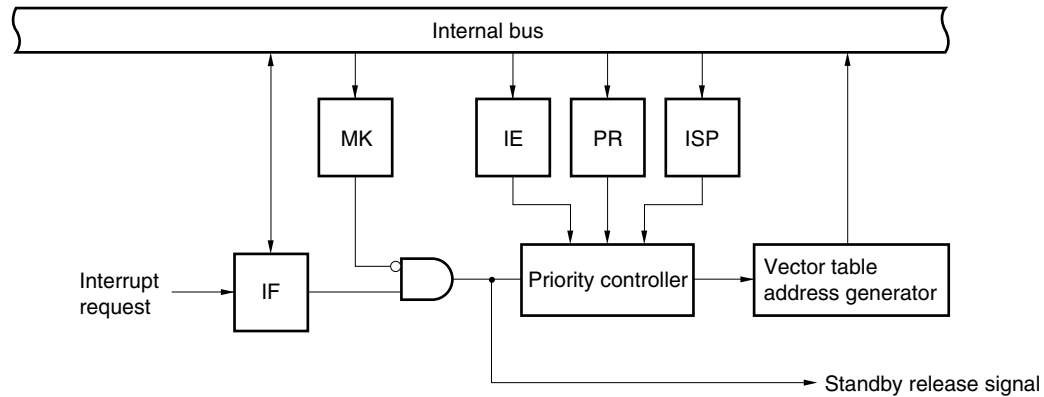 Internal bus
MK
IE
PR
ISP
Interrupt
request
IF
Priority controller
Vector table
address generator
Standby release signal